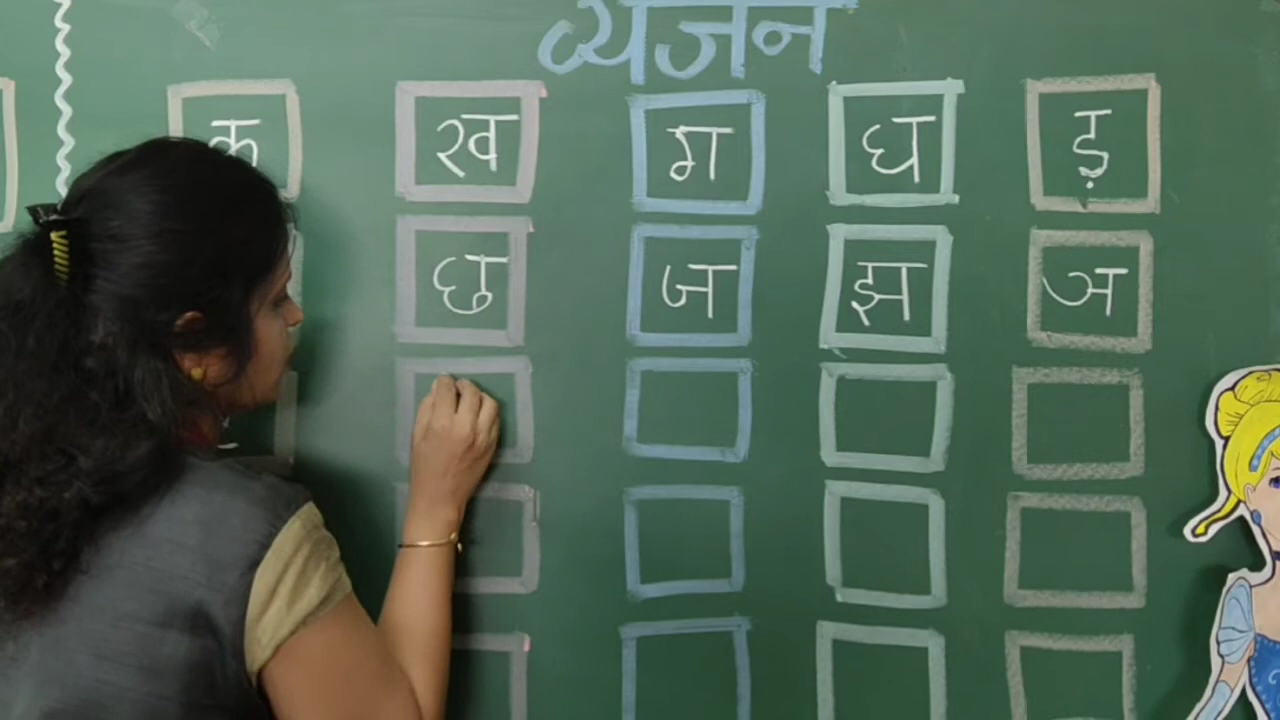 व्यंजन
क ख ग घ ड़
छ ज झ ञ